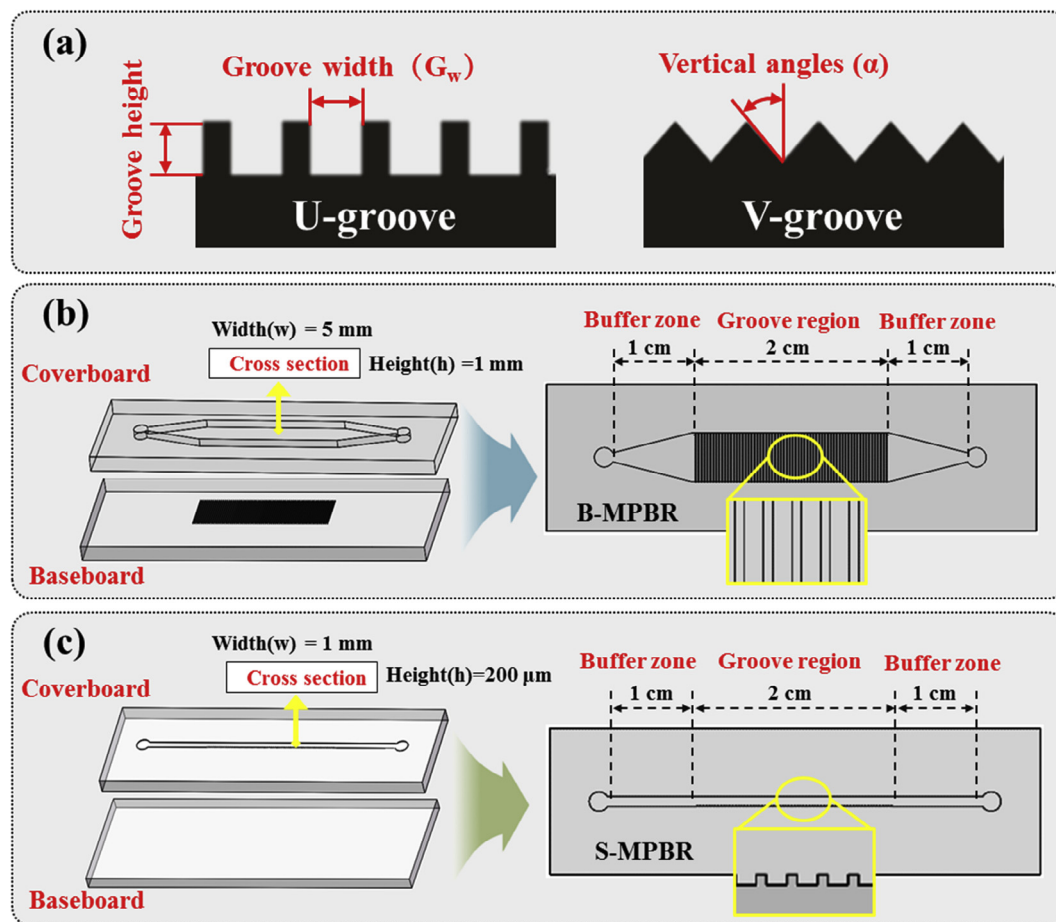 (a)
Groove width（Gw）
Vertical angles (α)
Groove height
U-groove
V-groove
(b)
Width(w) = 5 mm
Cross section
Height(h) =1 mm
Coverboard
Baseboard
Buffer zone
Groove region
Buffer zone
1 cm
2 cm
1 cm
B-MPBR
(c)
Width(w) = 1 mm
Cross section
Height(h)=200 μm
Coverboard
Baseboard
Buffer zone
Groove region
Buffer zone
1 cm
2 cm
1 cm
S-MPBR